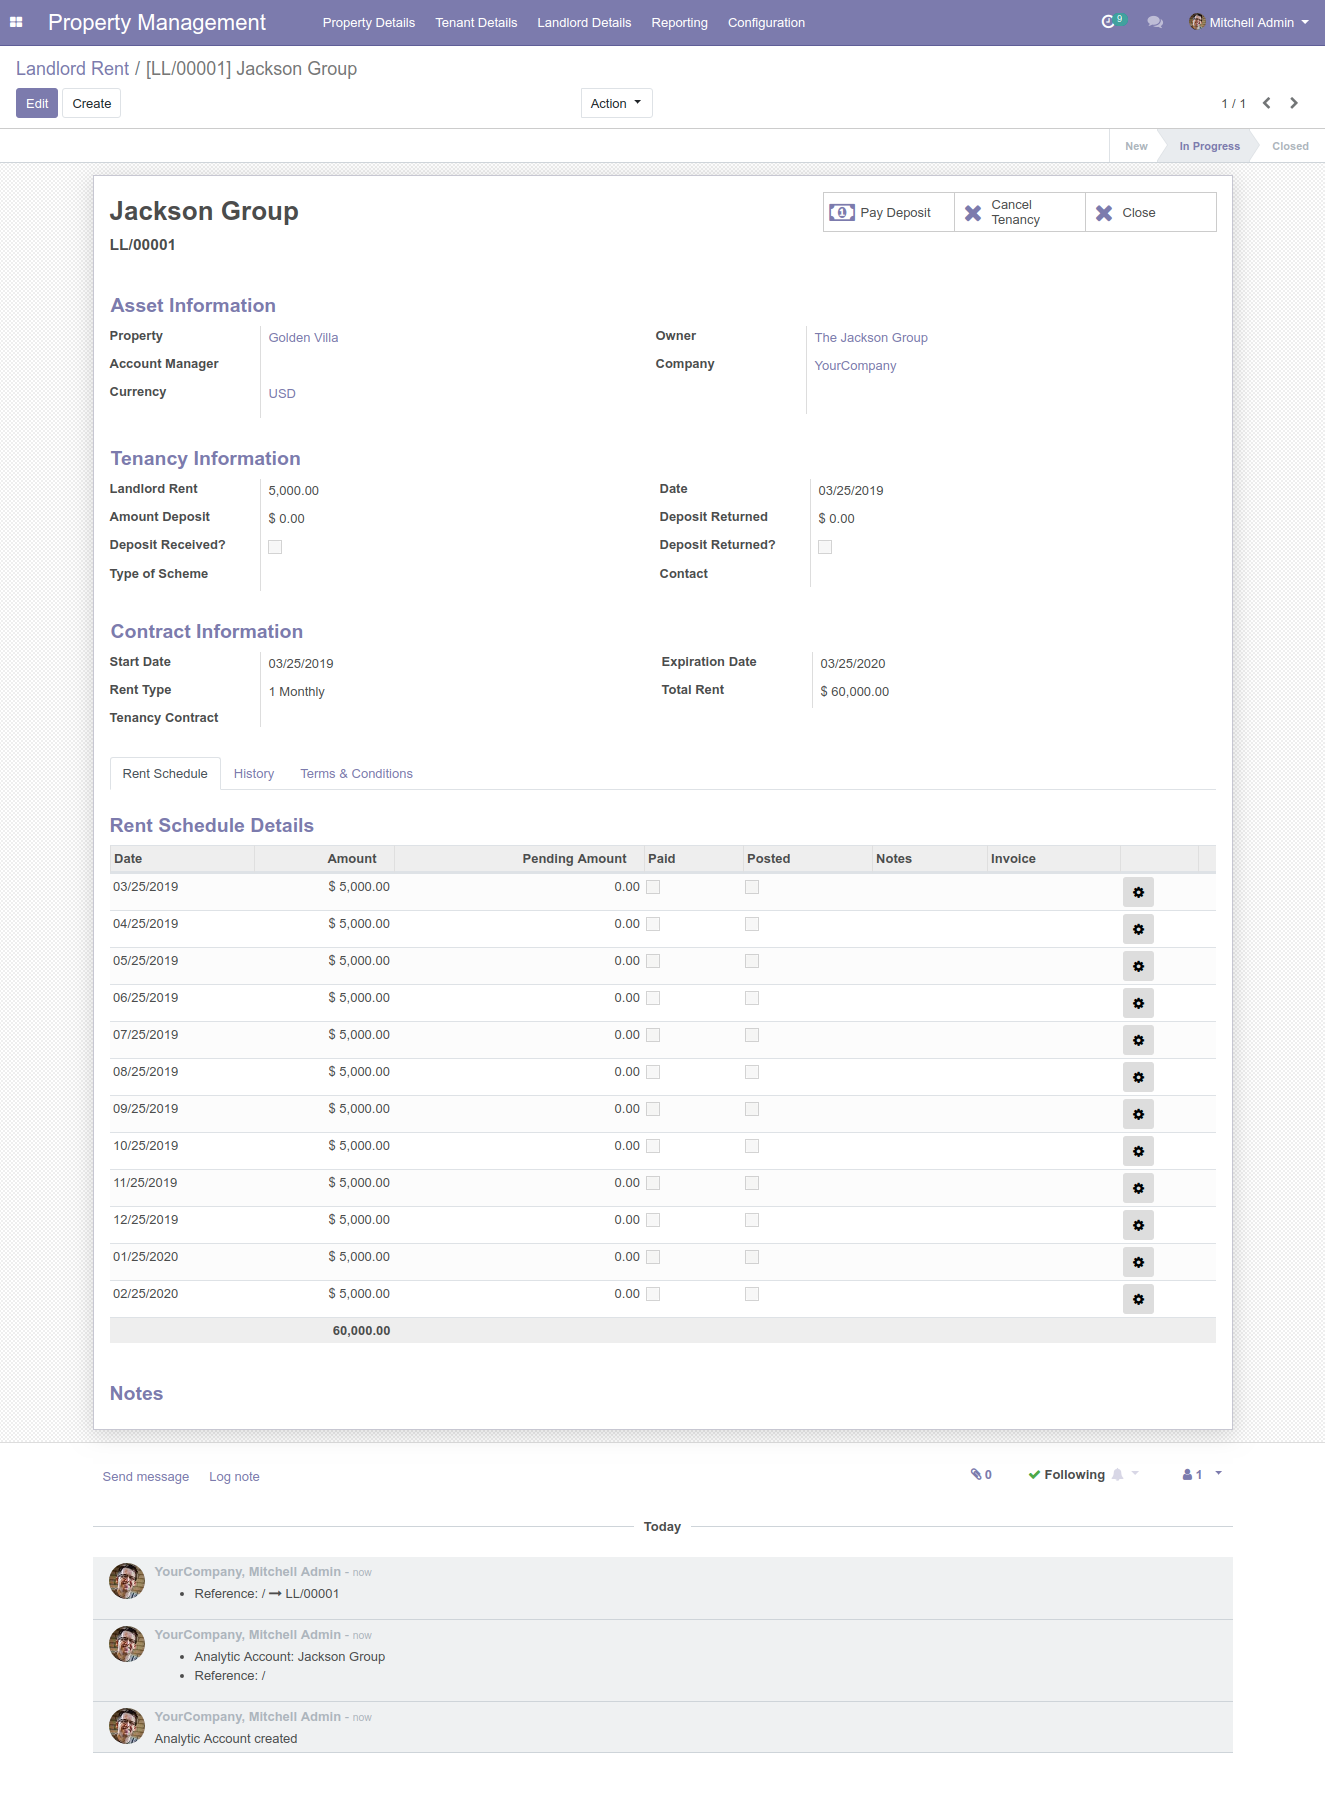 Property Management Property Details Tenant Details Landlord Details Reporting Configuration 9 Mitchell Admin
Landlord Rent / [LL/00001] Jackson Group
Edit Create Action 1 / 1
New In Progress Closed
Jackson Group Pay Deposit Cancel Tenancy Close
LL/00001
Asset Information
Property Golden Villa Owner The Jackson Group
Account Manager Company YourCompany
Currency USD
Tenancy Information
Landlord Rent 5,000.00 Date 03/25/2019
Amount Deposit $ 0.00 Deposit Returned $ 0.00
Deposit Received? Deposit Returned?
Type of Scheme Contact
Contract Information
Start Date 03/25/2019 Expiration Date 03/25/2020
Rent Type 1 Monthly Total Rent $ 60,000.00
Tenancy Contract
Rent Schedule History Terms & Conditions
Rent Schedule Details
Date Amount Pending Amount Paid Posted Notes Invoice
03/25/2019 $ 5,000.00 0.00
04/25/2019 $ 5,000.00 0.00
05/25/2019 $ 5,000.00 0.00
06/25/2019 $ 5,000.00 0.00
07/25/2019 $ 5,000.00 0.00
08/25/2019 $ 5,000.00 0.00
09/25/2019 $ 5,000.00 0.00
10/25/2019 $ 5,000.00 0.00
11/25/2019 $ 5,000.00 0.00
12/25/2019 $ 5,000.00 0.00
01/25/2020 $ 5,000.00 0.00
02/25/2020 $ 5,000.00 0.00
60,000.00
Notes
Send message Log note 0 Following 1
Today
YourCompany, Mitchell Admin - now
• Reference: / → LL/00001
YourCompany, Mitchell Admin - now
• Analytic Account: Jackson Group
• Reference: /
YourCompany, Mitchell Admin - now
Analytic Account created